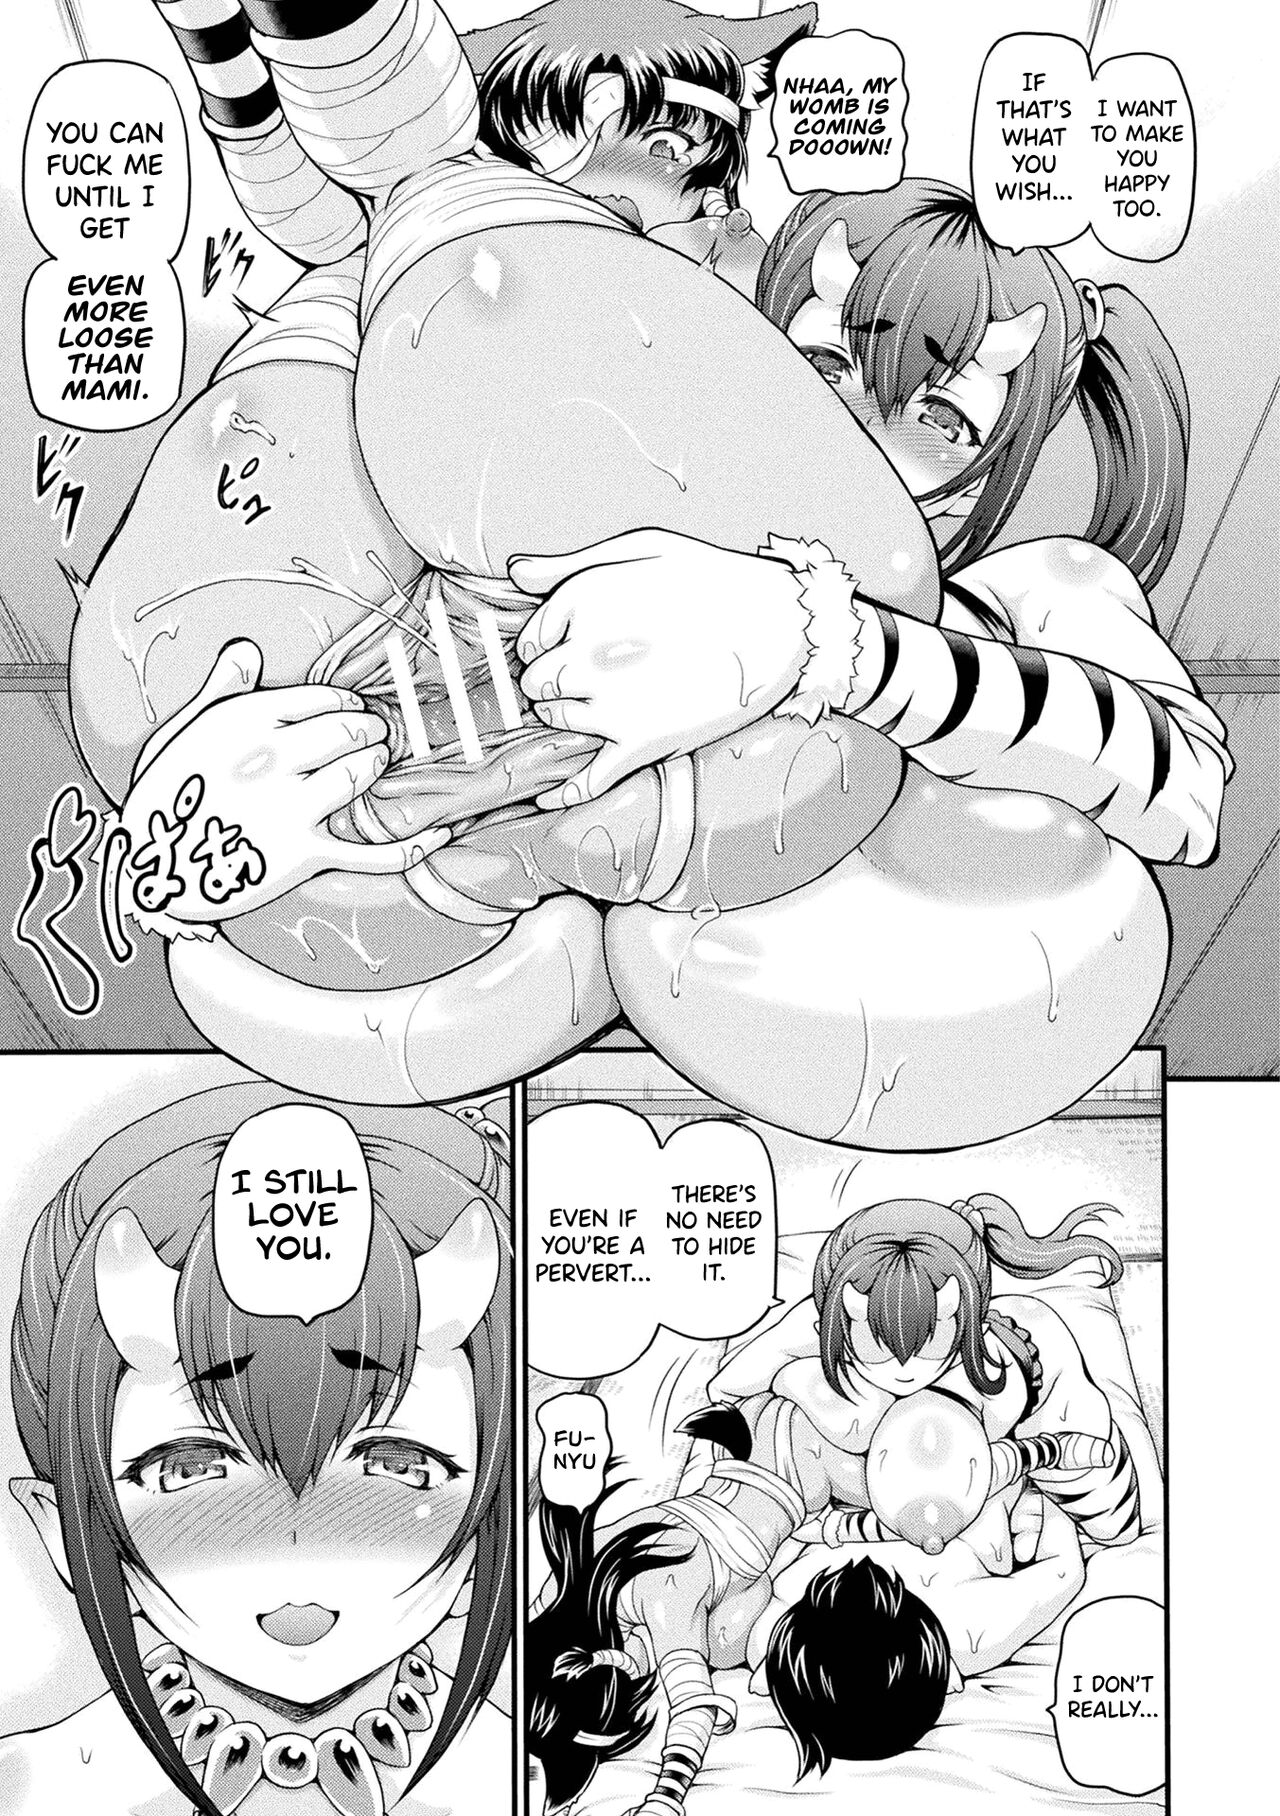 I WANT
TO MAKE
YOU
HAPPY
TOO.
IF
THAT'S
WHAT
YOU
WISH...
NHAA, MY
WOMB IS
COMING
DOOOWN!
YOU CAN
FUCK ME
UNTIL I
GET
EVEN
MORE
LOOSE
THAN
MAMI.
ビクッ
ビクッ
ピュ
くぱぁ
THERE'S
NO NEED
TO HIDE
IT.
EVEN IF
YOU'RE A
PERVERT...
FU-
NYU
I DON'T
REALLY...
I STILL
LOVE
YOU.